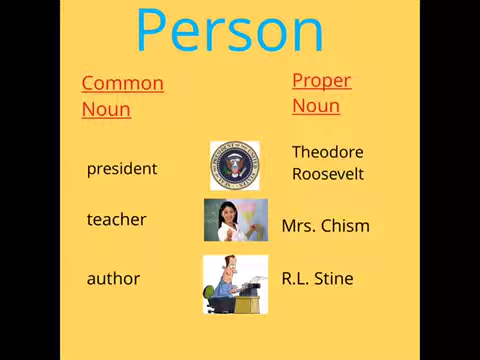 Person
Common
Noun
Proper
Noun
president
Theodore
Roosevelt
teacher
Mrs. Chism
author
R.L. Stine